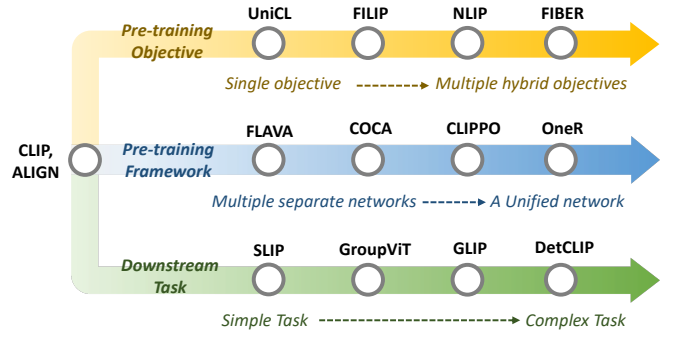 UniCL FILIP NLIP FIBER
Pre-training
Objective
Single objective Multiple hybrid objectives
CLIP,
ALIGN
FLAVA COCA CLIPPO OneR
Pre-training
Framework
Multiple separate networks A Unified network
SLIP GroupViT GLIP DetCLIP
Downstream
Task
Simple Task Complex Task